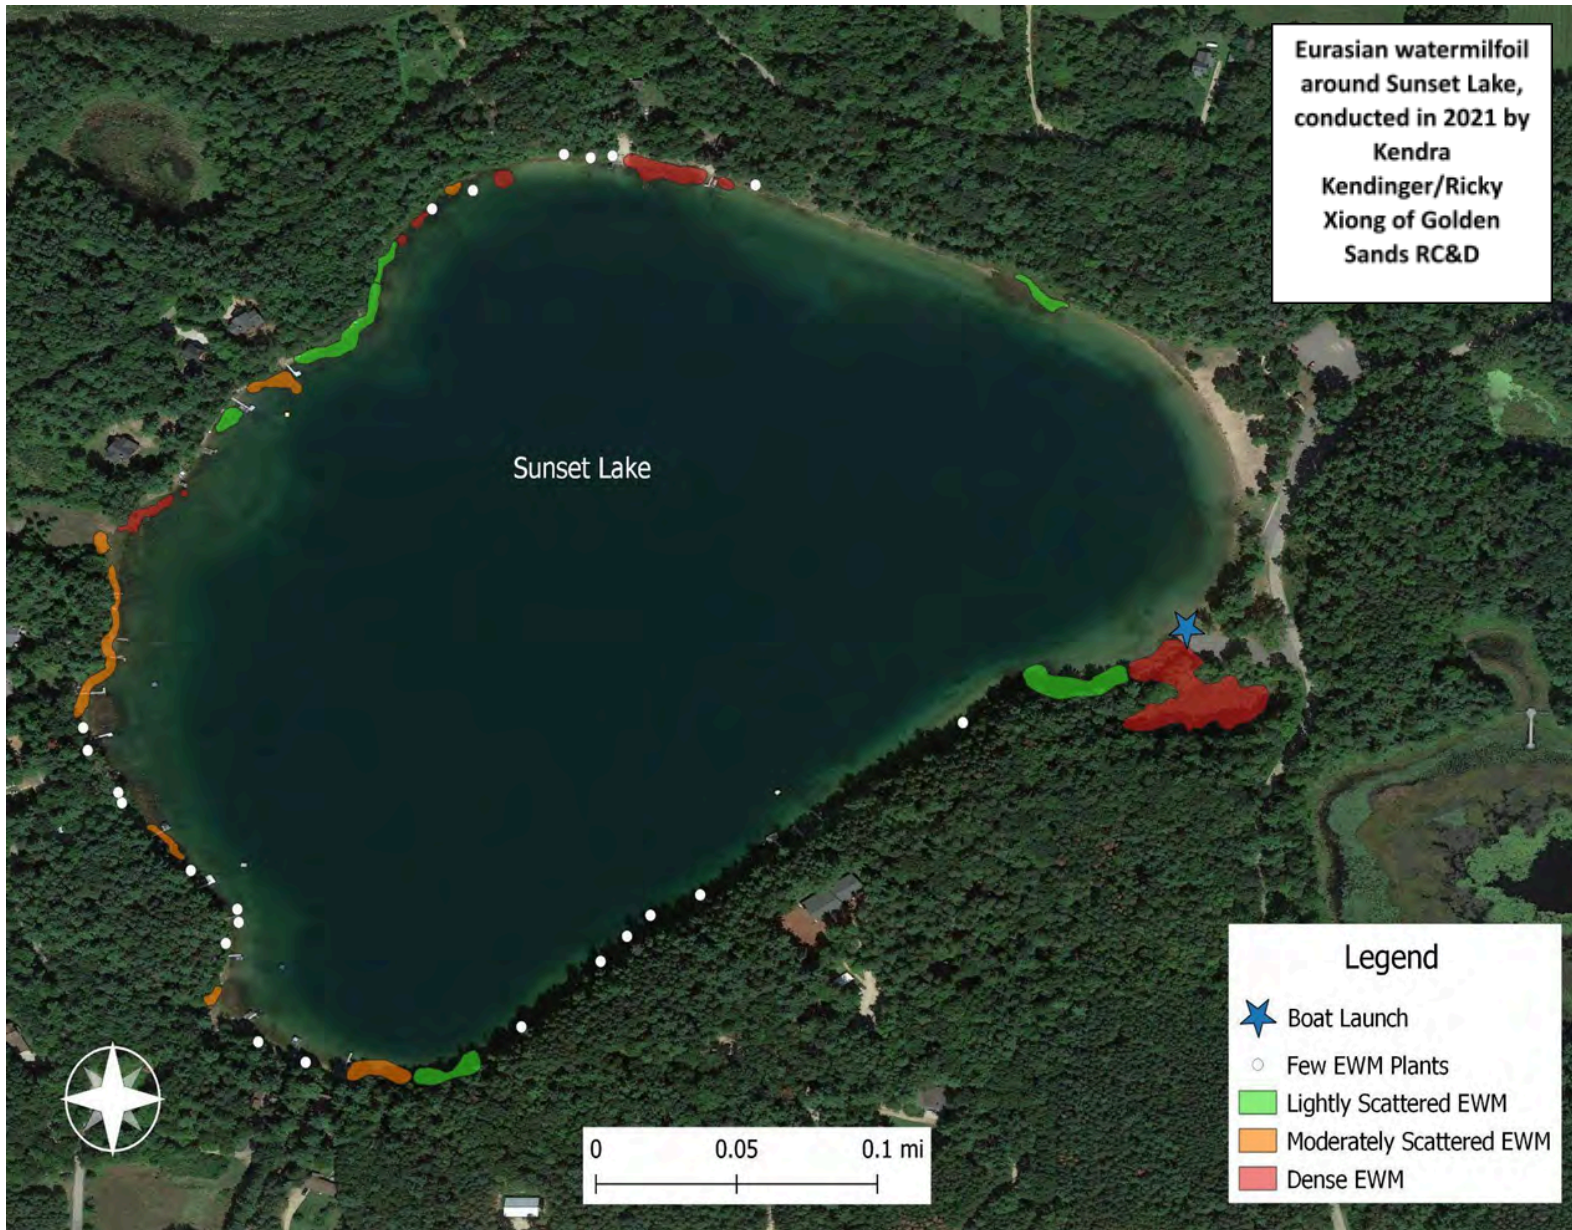 Eurasian watermilfoil
around Sunset Lake,
conducted in 2021 by
Kendra
Kendinger/Ricky
Xiong of Golden
Sands RC&D
Sunset Lake
Legend
Boat Launch
Few EWM Plants
Lightly Scattered EWM
Moderately Scattered EWM
Dense EWM
0 0.05 0.1 mi